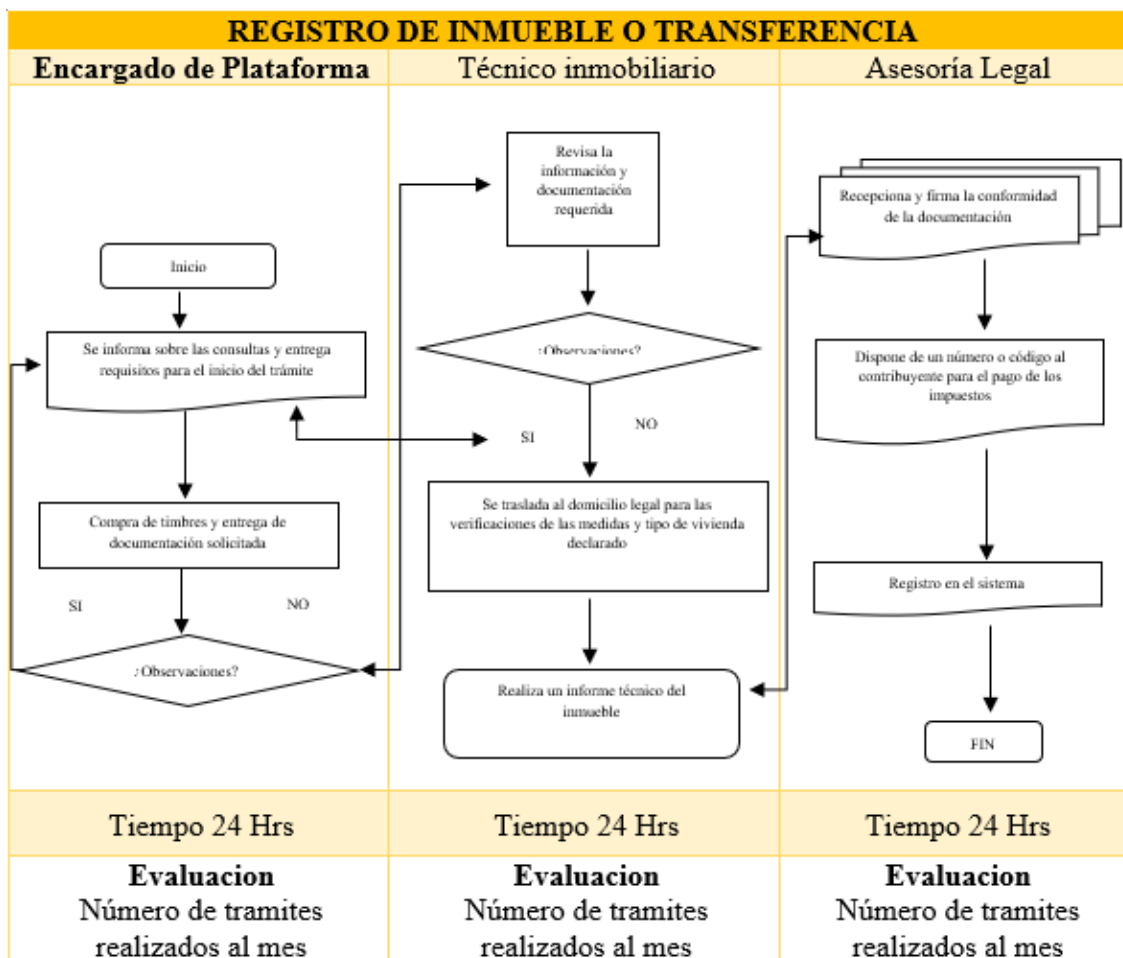 REGISTRO DE INMUEBLE O TRANSFERENCIA
Encargado de Plataforma
Técnico inmobiliario
Asesoría Legal
Inicio
Se informa sobre las consultas y entrega
requisitos para el inicio del trámite
Compra de timbres y entrega de
documentación solicitada
SI
NO
¿Observaciones?
Revisa la
información y
documentación
requerida
¿Observaciones?
SI
NO
Se traslada al domicilio legal para las
verificaciones de las medidas y tipo de vivienda
declarado
Realiza un informe técnico del
inmueble
Recepciona y firma la conformidad
de la documentación
Dispone de un número o código al
contribuyente para el pago de los
impuestos
Registro en el sistema
FIN
Tiempo 24 Hrs
Tiempo 24 Hrs
Tiempo 24 Hrs
Evaluacion
Número de tramites
realizados al mes
Evaluacion
Número de tramites
realizados al mes
Evaluacion
Número de tramites
realizados al mes